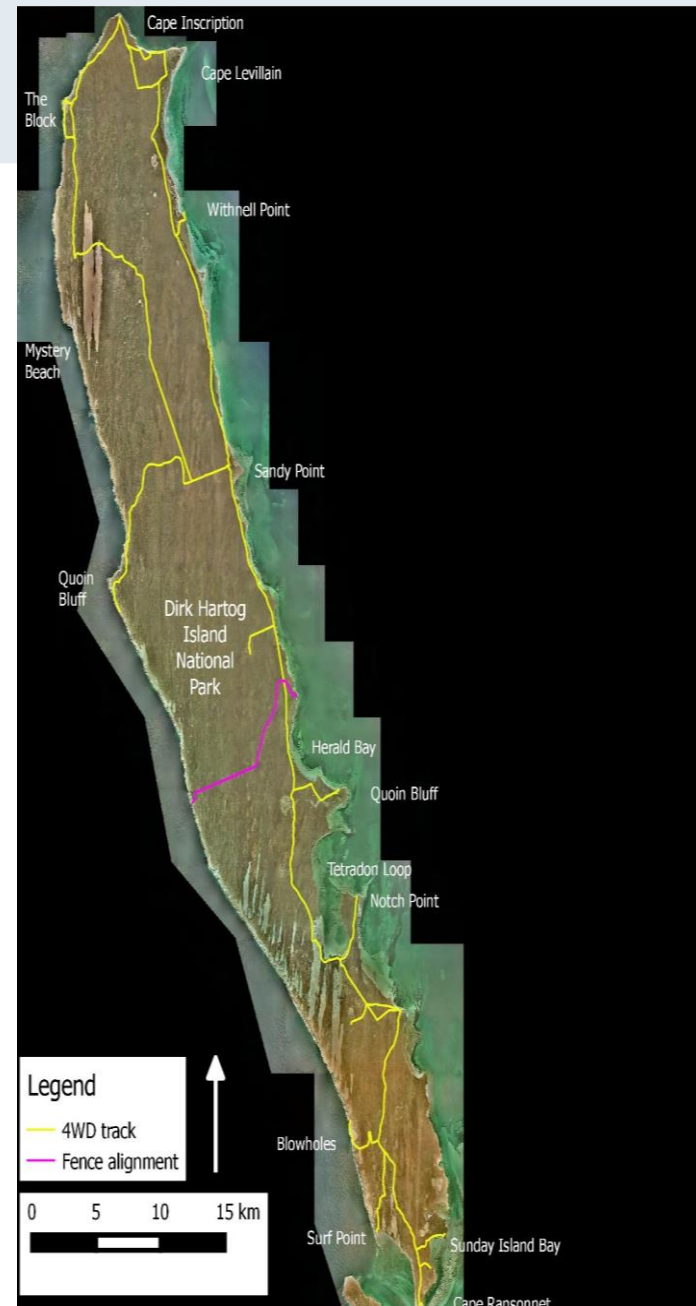 Cape Inscription
Cape Levillain
The
Block
Withnell Point
Mystery
Beach
Sandy Point
Quoin
Bluff
Dirk Hartog
Island
National
Park
Herald Bay
Quoin Bluff
Tetradon Loop
Notch Point
Legend
4WD track
Fence alignment
Blowholes
0 5 10 15 km
Surf Point
Sunday Island Bay
Cape Ransonnet